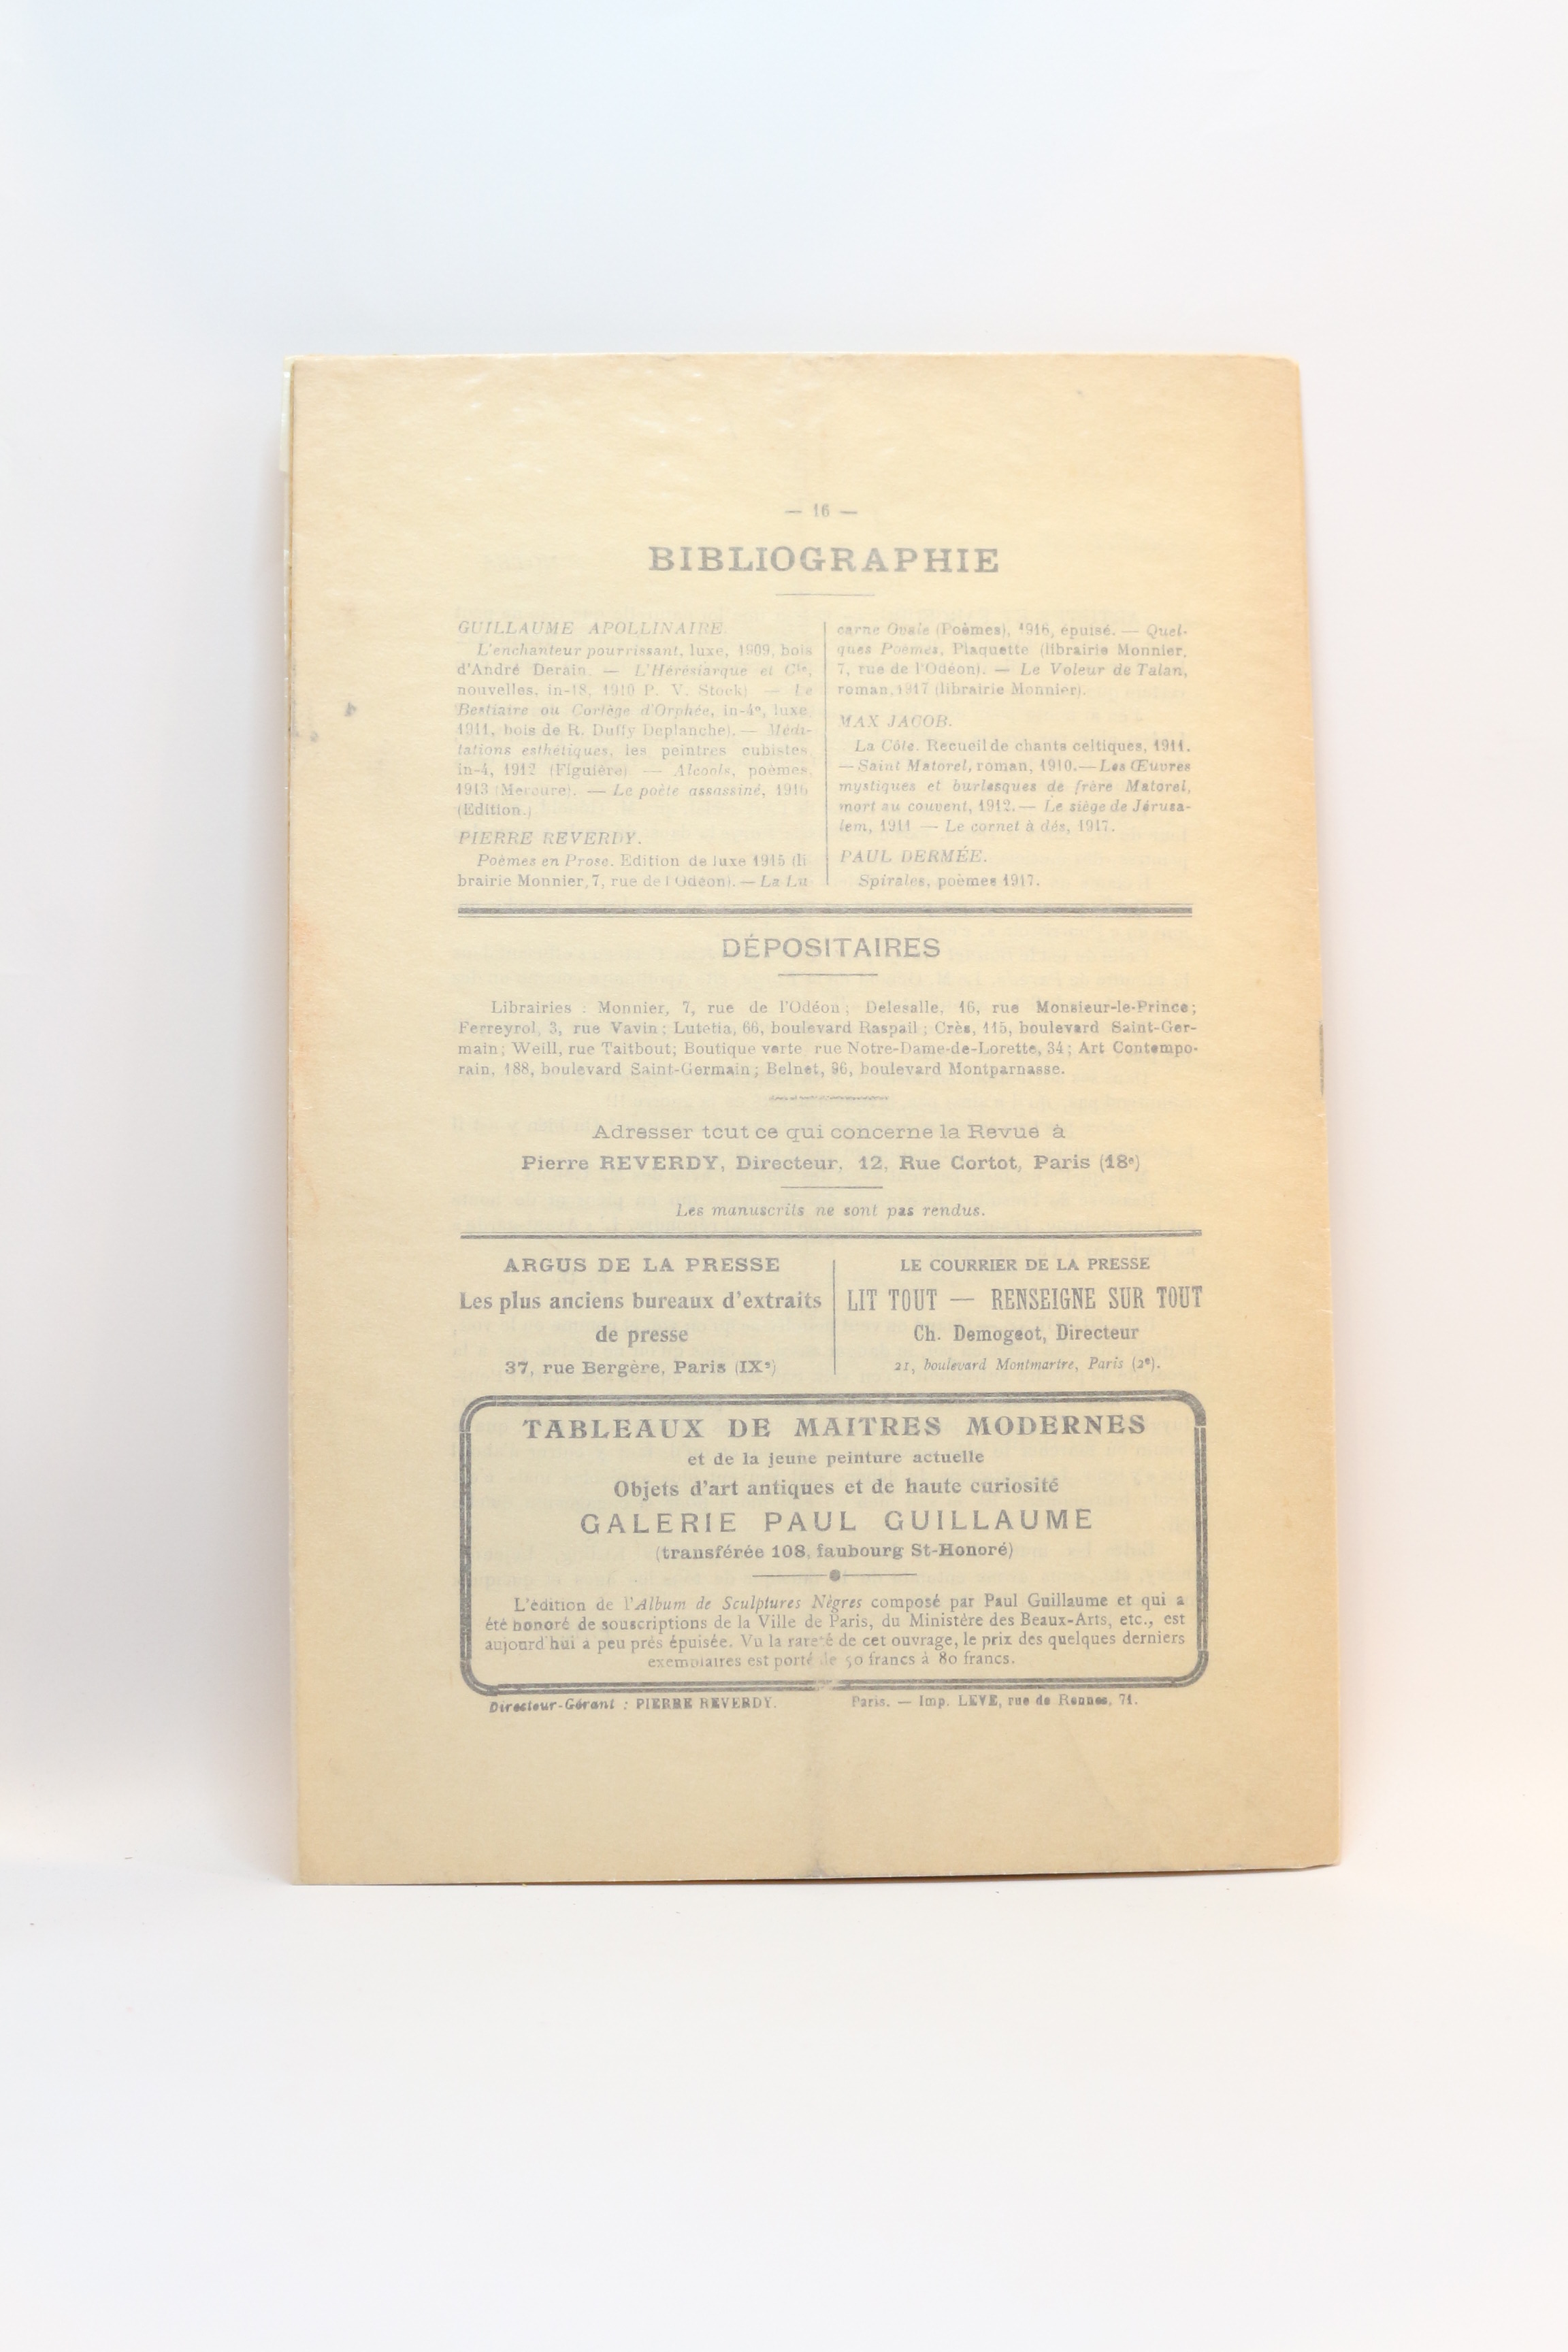 — 16 —
BIBLIOGRAPHIE
GUILLAUME APOLLINAIRE.
L'enchanteur pourrissant, luxe, 1909, bois
d'André Derain. — L'Hérésiarque et Cie,
nouvelles, in-18, 1910 P. V. Stock) — Le
Bestiaire ou Cortège d'Orphée, in-4°, luxe
1911, bois de R. Duffy Deplanche). — Médi-
tations esthétiques, les peintres cubistes,
in-4, 1912 (Figuière) — Alcools, poèmes,
1913 (Mercure). — Le poète assassiné, 1916
(Edition.)
PIERRE REVERDY.
Poèmes en Prose. Edition de luxe 1915 (li
brairie Monnier, 7, rue de l'Odéon). — La Lu
carne Ovale (Poèmes), 1916, épuisé. — Quel-
ques Poèmes, Plaquette (librairie Monnier,
7, rue de l'Odéon). — Le Voleur de Talan,
roman, 1917 (librairie Monnier).
MAX JACOB.
La Côte. Recueil de chants celtiques, 1911.
— Saint Matorel, roman, 1910. — Les Œuvres
mystiques et burlesques de frère Matorel,
mort au couvent, 1912. — Le siège de Jérusa-
lem, 1911 — Le cornet à dés, 1917.
PAUL DERMÉE.
Spirales, poèmes 1917.
DÉPOSITAIRES
Librairies : Monnier, 7, rue de l'Odéon ; Delesalle, 16, rue Monsieur-le-Prince;
Ferreyrol, 3, rue Vavin ; Lutetia, 66, boulevard Raspail ; Crès, 115, boulevard Saint-Ger-
main ; Weill, rue Taitbout; Boutique verte rue Notre-Dame-de-Lorette, 34 ; Art Contempo-
rain, 188, boulevard Saint-Germain ; Belnet, 96, boulevard Montparnasse.
Adresser tout ce qui concerne la Revue à
Pierre REVERDY, Directeur, 12, Rue Cortot, Paris (18e)
Les manuscrits ne sont pas rendus.
ARGUS DE LA PRESSE
Les plus anciens bureaux d'extraits
de presse
37, rue Bergère, Paris (IXe)
LE COURRIER DE LA PRESSE
LIT TOUT — RENSEIGNE SUR TOUT
Ch. Demogeot, Directeur
21, boulevard Montmartre, Paris (2e).
TABLEAUX DE MAITRES MODERNES
et de la jeune peinture actuelle
Objets d'art antiques et de haute curiosité
GALERIE PAUL GUILLAUME
(transférée 108, faubourg St-Honoré)
L'édition de l'Album de Sculptures Nègres composé par Paul Guillaume et qui a
été honoré de souscriptions de la Ville de Paris, du Ministère des Beaux-Arts, etc., est
aujourd'hui a peu prés épuisée. Vu la rareté de cet ouvrage, le prix des quelques derniers
exemplaires est porté de 50 francs à 80 francs.
Directeur-Gérant : PIERRE REVERDY.
Paris. — Imp. LEVÉ, rue de Rennes, 71.